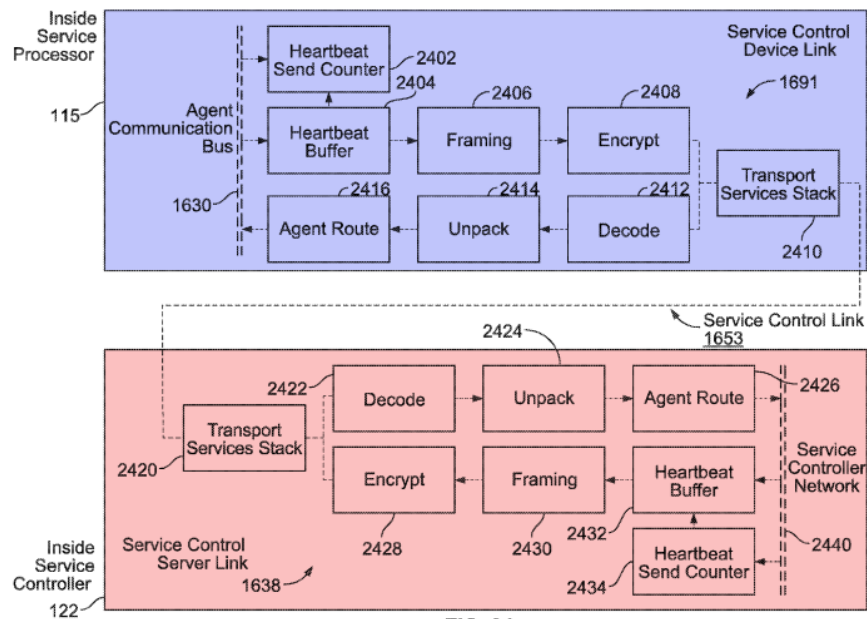 Inside
Service
Processor
115
Service Control
Device Link
1691
Heartbeat
Send Counter
2402
2404
2406
2408
Agent
Communication
Bus
1630
Heartbeat
Buffer
Framing
Encrypt
2416
2414
2412
Agent Route
Unpack
Decode
Transport
Services Stack
2410
Service Control Link
1653
2424
2422
2426
Decode
Unpack
Agent Route
Transport
Services Stack
2420
Encrypt
Framing
Heartbeat
Buffer
Service
Controller
Network
2428
2430
2432
2440
Heartbeat
Send Counter
2434
Service Control
Server Link
1638
Inside
Service
Controller
122